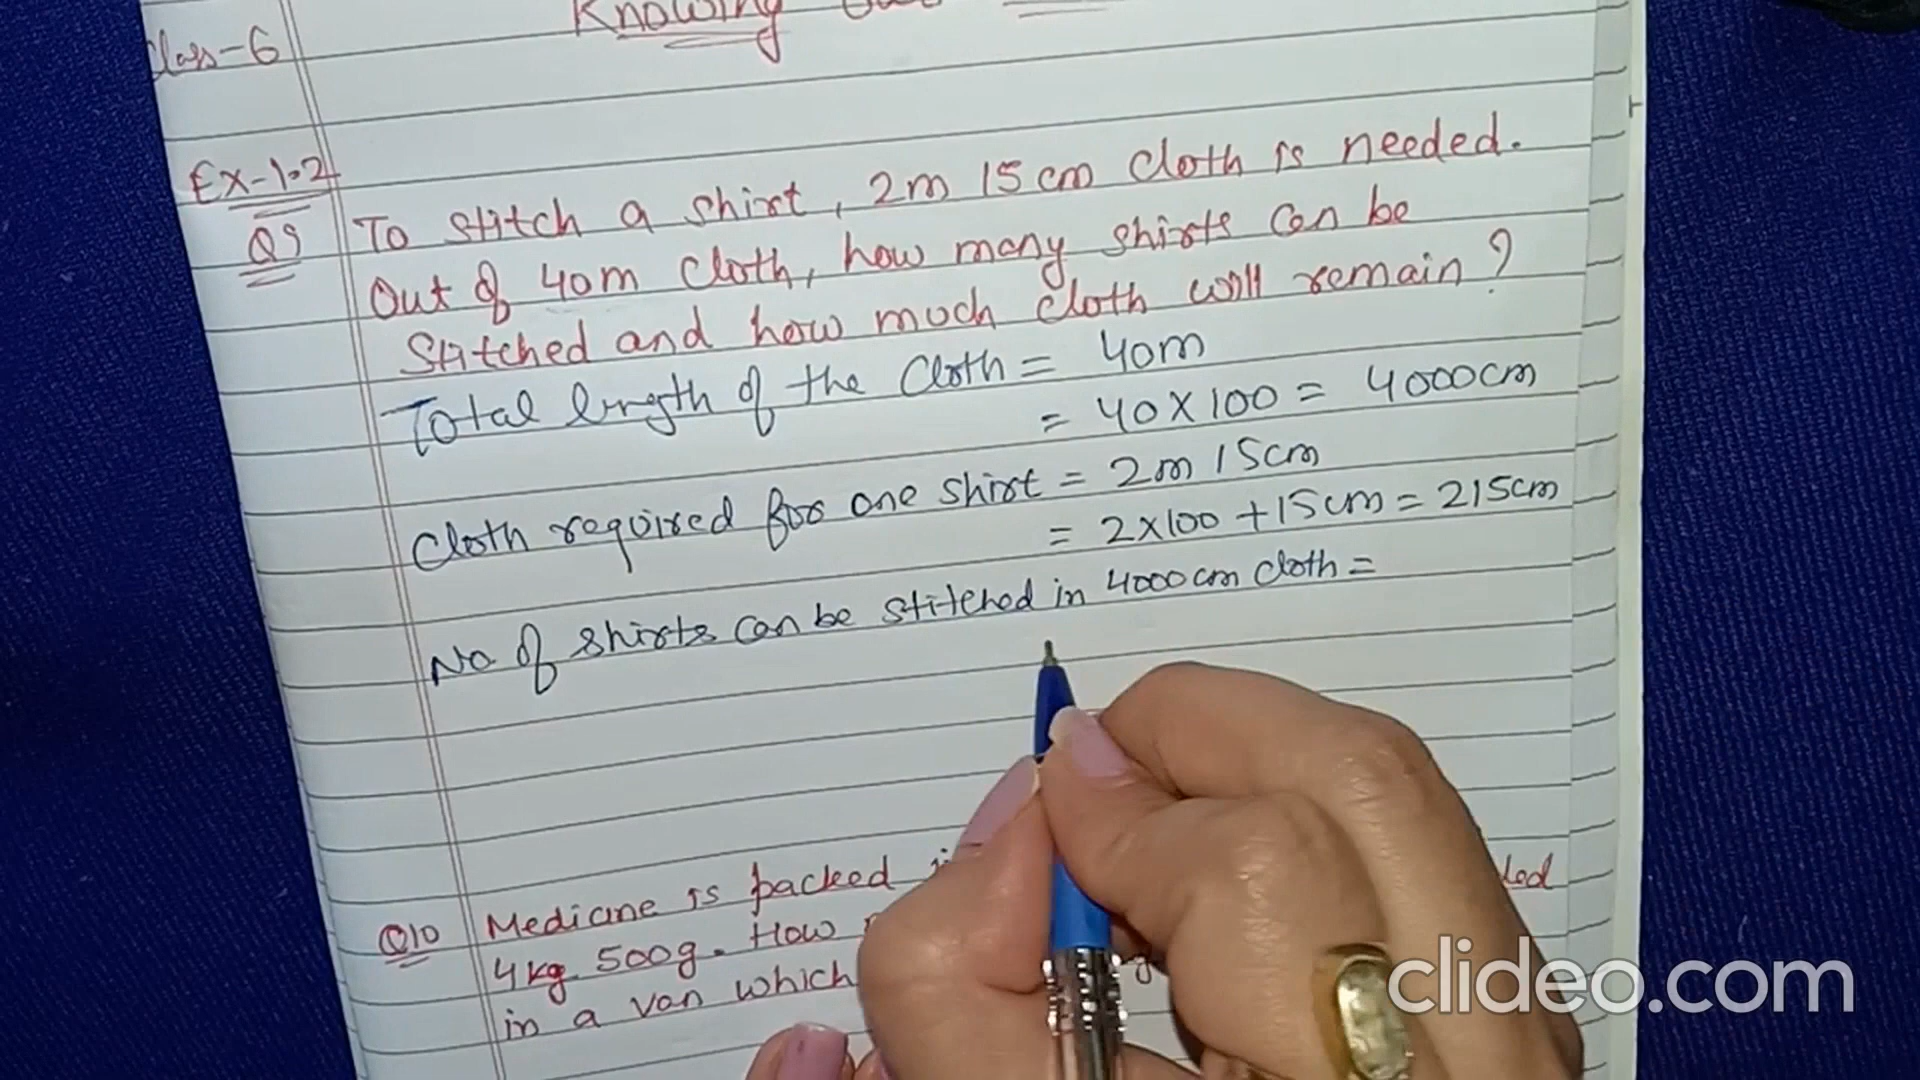 Knowing
Class-6
Ex-1.2
Q9 To stitch a shirt, 2m 15cm cloth is needed.
Out of 40m cloth, how many shirts can be
stitched and how much cloth will remain?
Total length of the cloth = 40m
= 40 X 100 = 4000cm
Cloth required for one shirt = 2m 15cm
= 2X100 + 15cm = 215cm
No of shirts can be stitched in 4000cm cloth =
Q10 Medicine is packed
4kg 500g. How
in a van which
clideo.com